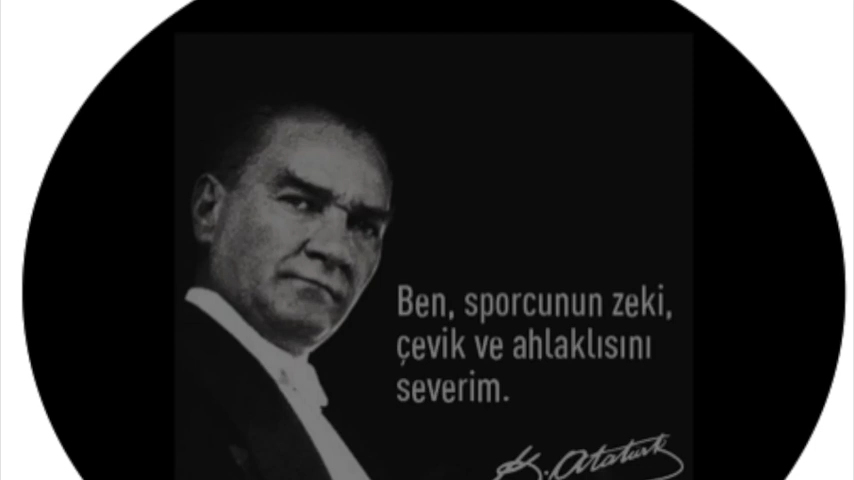 Ben, sporcunun zeki,
çevik ve ahlaklısını
severim.
K. Atatürk